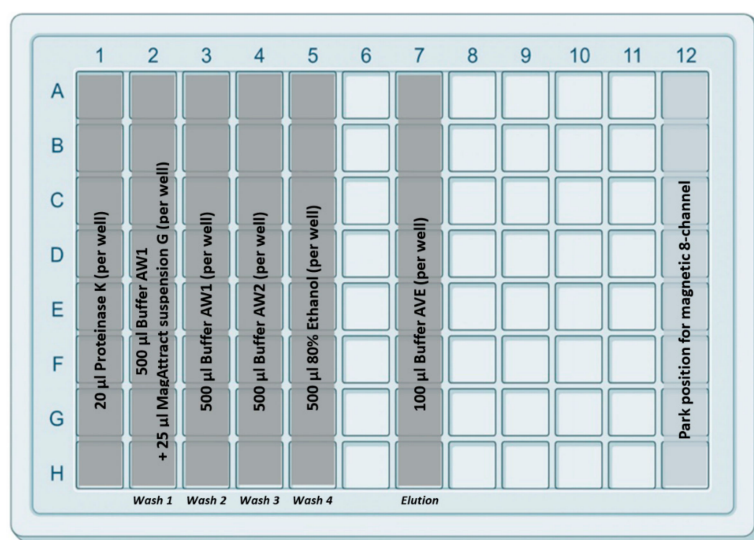 1 2 3 4 5 6 7 8 9 10 11 12
A
B
C
D
E
F
G
H
20 µl Proteinase K (per well)
500 µl Buffer AW1
+ 25 µl MagAttract suspension G (per well)
500 µl Buffer AW1 (per well)
500 µl Buffer AW2 (per well)
500 µl 80% Ethanol (per well)
100 µl Buffer AVE (per well)
Park position for magnetic 8-channel
Wash 1 Wash 2 Wash 3 Wash 4 Elution